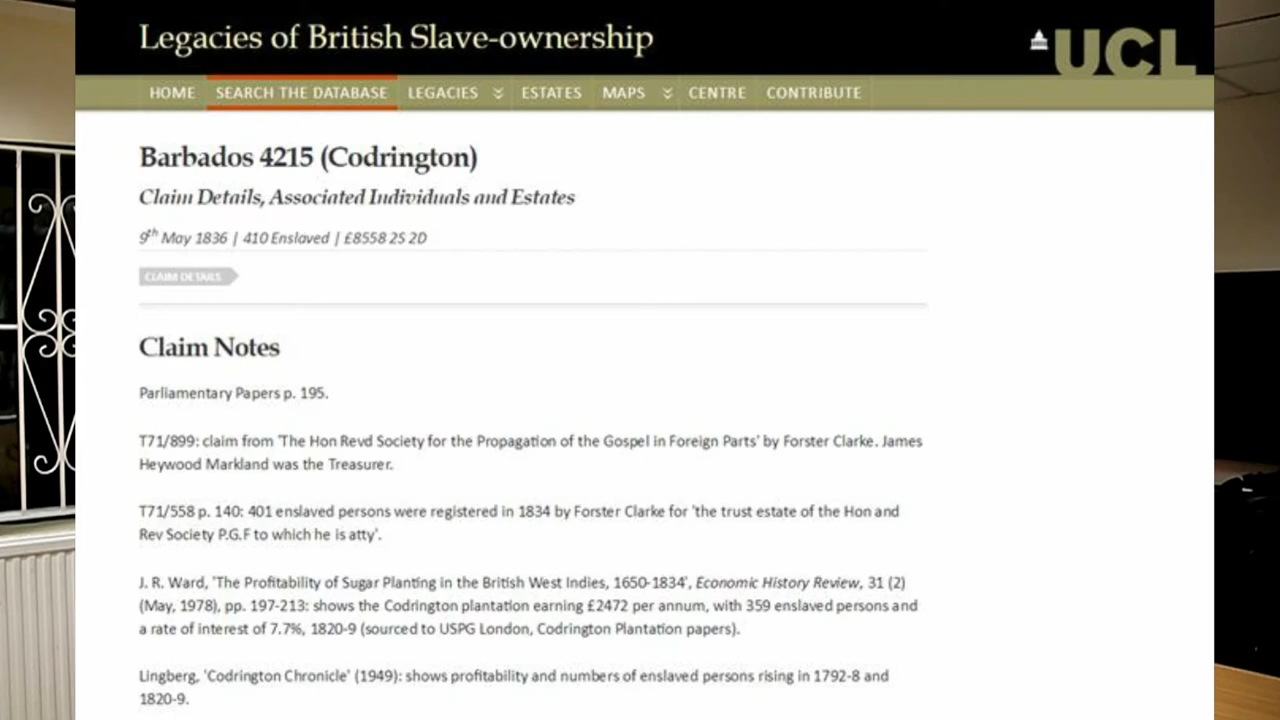 Legacies of British Slave-ownership
UCL
HOME SEARCH THE DATABASE LEGACIES ESTATES MAPS CENTRE CONTRIBUTE
Barbados 4215 (Codrington)
Claim Details, Associated Individuals and Estates
9th May 1836 | 410 Enslaved | £8558 2S 2D
CLAIM DETAILS
Claim Notes
Parliamentary Papers p. 195.
T71/899: claim from 'The Hon Revd Society for the Propagation of the Gospel in Foreign Parts' by Forster Clarke. James
Heywood Markland was the Treasurer.
T71/558 p. 140: 401 enslaved persons were registered in 1834 by Forster Clarke for 'the trust estate of the Hon and
Rev Society P.G.F to which he is atty'.
J. R. Ward, 'The Profitability of Sugar Planting in the British West Indies, 1650-1834', Economic History Review, 31 (2)
(May, 1978), pp. 197-213: shows the Codrington plantation earning £2472 per annum, with 359 enslaved persons and
a rate of interest of 7.7%, 1820-9 (sourced to USPG London, Codrington Plantation papers).
Lingberg, 'Codrington Chronicle' (1949): shows profitability and numbers of enslaved persons rising in 1792-8 and
1820-9.